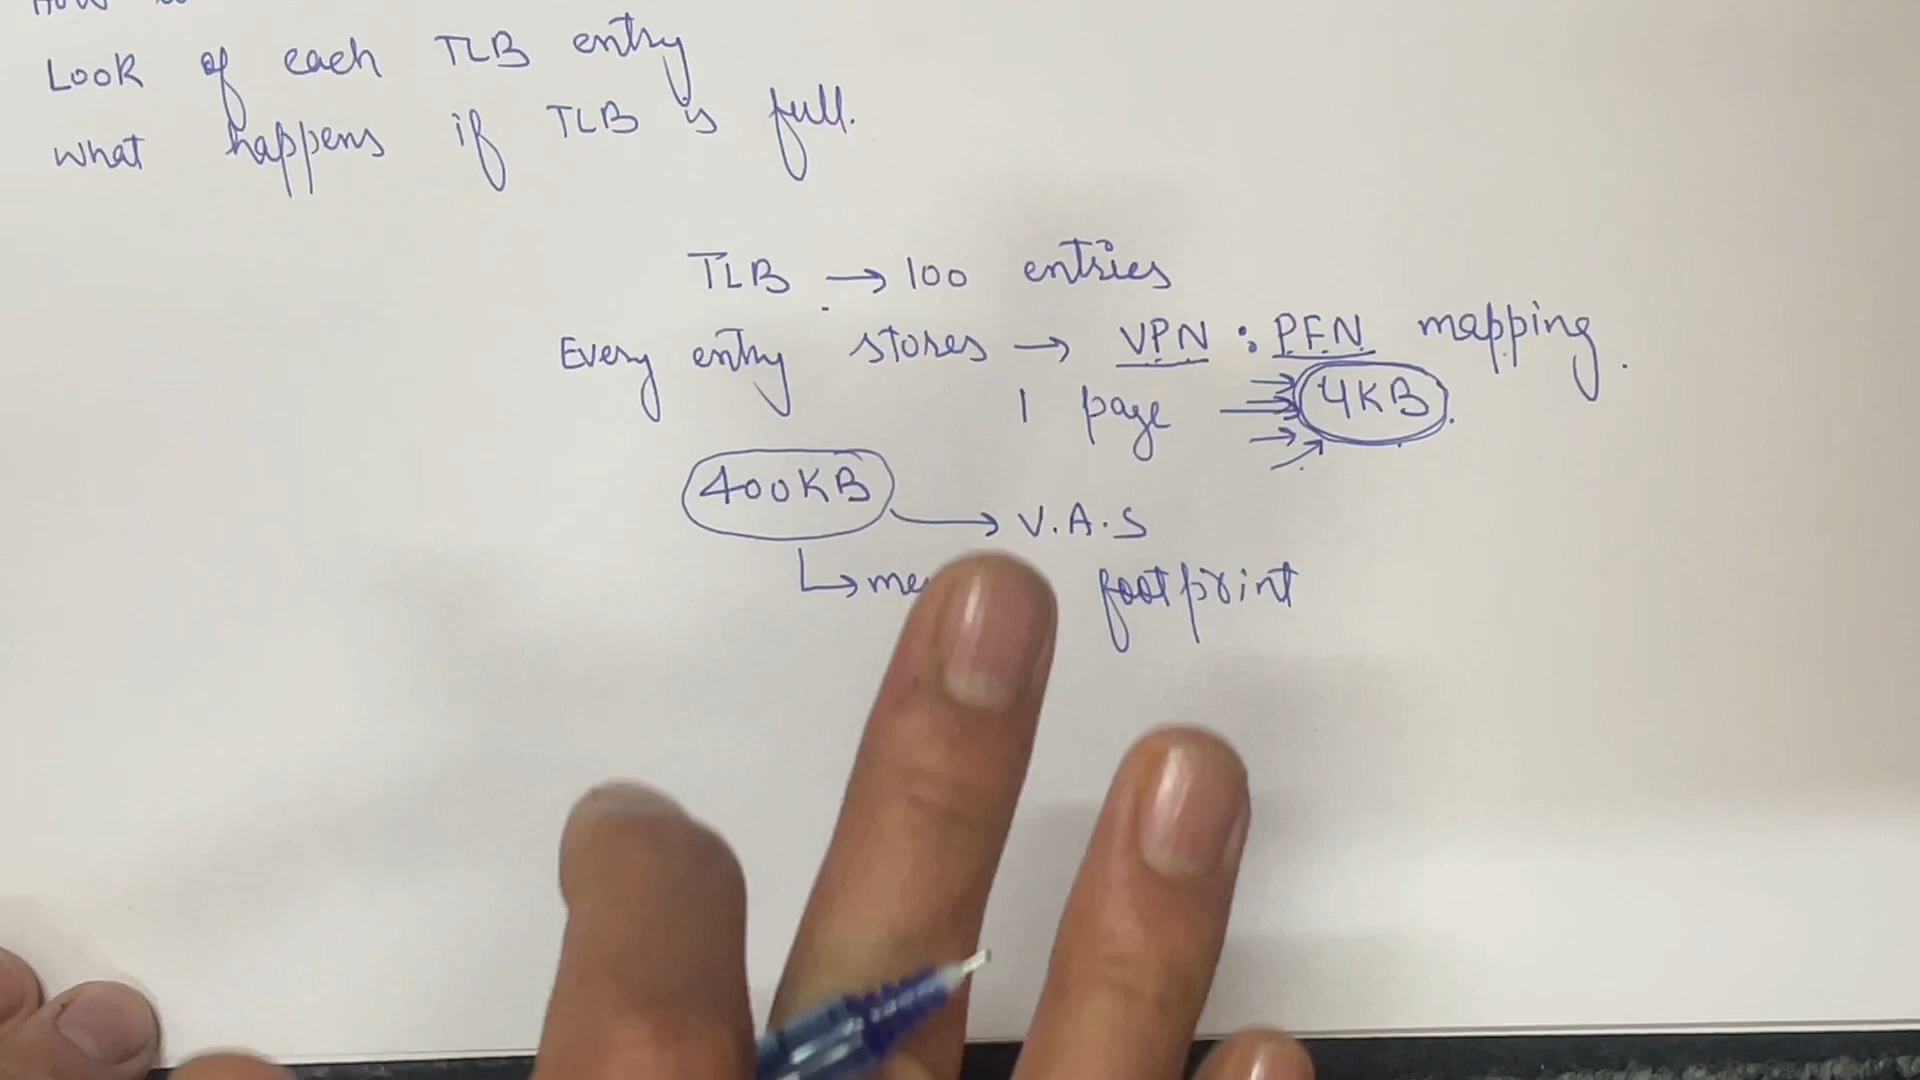 Look of each TLB entry
what happens if TLB is full.
TLB → 100 entries
Every entry stores → VPN : PFN mapping.
1 page → 4KB
400KB → V.A.S
↳ footprint